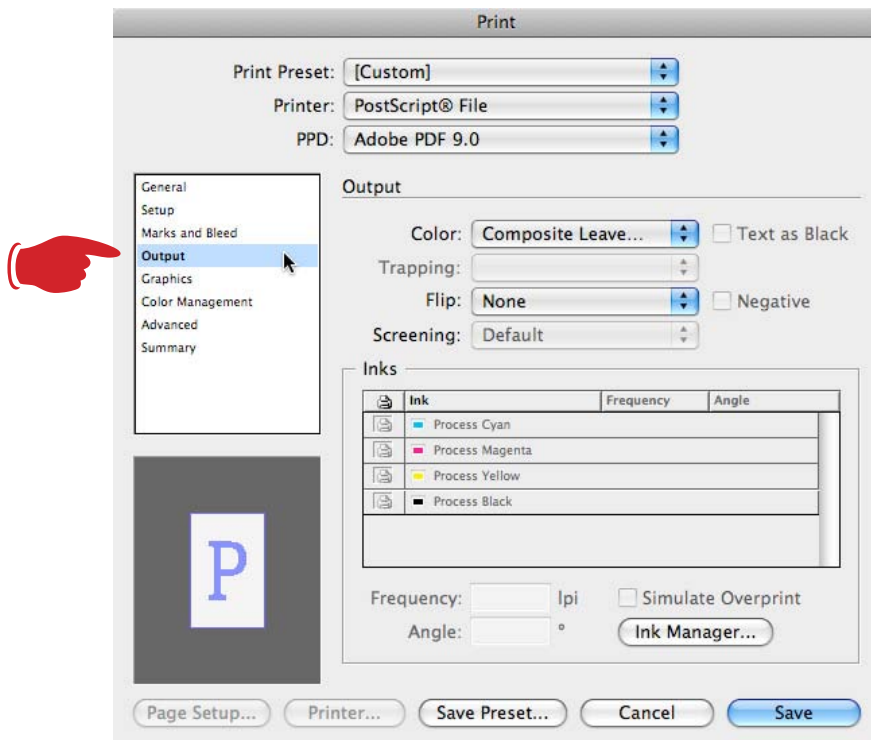 Print
Print Preset: [Custom]
Printer: PostScript® File
PPD: Adobe PDF 9.0
General
Setup
Marks and Bleed
Output
Graphics
Color Management
Advanced
Summary
Output
Color: Composite Leave... Text as Black
Trapping:
Flip: None Negative
Screening: Default
Inks
Ink Frequency Angle
Process Cyan
Process Magenta
Process Yellow
Process Black
P
Frequency: lpi Simulate Overprint
Angle: ° Ink Manager...
Page Setup... Printer... Save Preset... Cancel Save